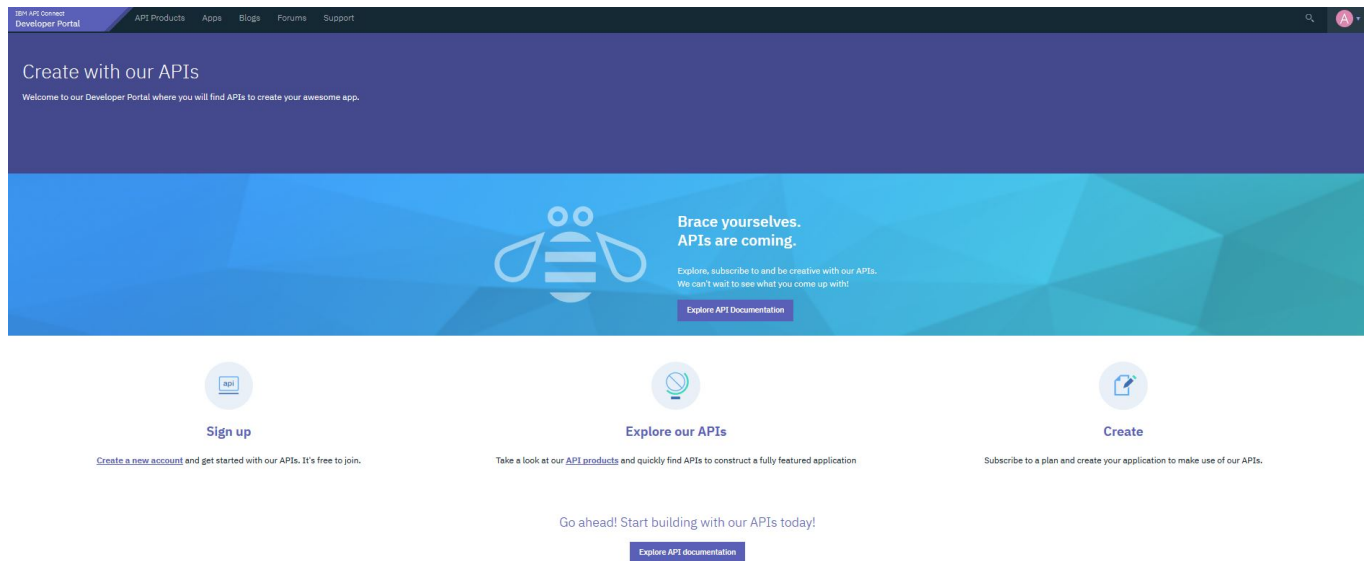 IBM API Connect
Developer Portal
API Products Apps Blogs Forums Support
A
Create with our APIs
Welcome to our Developer Portal where you will find APIs to create your awesome app.
Brace yourselves.
APIs are coming.
Explore, subscribe to and be creative with our APIs.
We can't wait to see what you come up with!
Explore API Documentation
api
Sign up
Create a new account and get started with our APIs. It's free to join.
Explore our APIs
Take a look at our API products and quickly find APIs to construct a fully featured application
Create
Subscribe to a plan and create your application to make use of our APIs.
Go ahead! Start building with our APIs today!
Explore API documentation